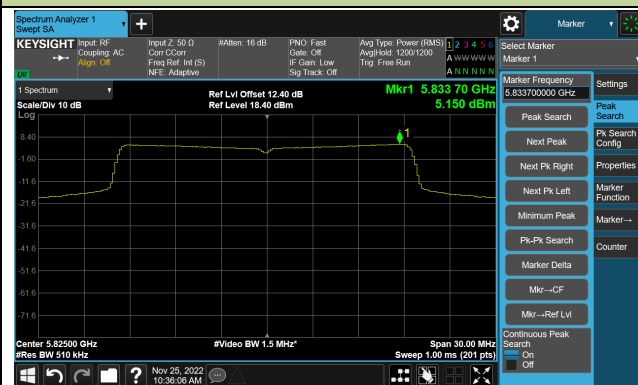 Spectrum Analyzer 1
Swept SA
Marker
KEYSIGHT
Input: RF
Coupling: AC
Align: Off
Input Z: 50 Ω
Corr CCorr
Freq Ref: Int (S)
NFE: Adaptive
#Atten: 16 dB
PNO: Fast
Gate: Off
IF Gain: Low
Sig Track: Off
Avg Type: Power (RMS)
Avg|Hold: 1200/1200
Trig: Free Run
1 2 3 4 5 6
A W W W W W
A N N N N N
LXI
Select Marker
Marker 1
1 Spectrum
Scale/Div 10 dB
Log
Ref Lvl Offset 12.40 dB
Ref Level 18.40 dBm
Mkr1 5.833 70 GHz
5.150 dBm
1
8.40
-1.60
-11.6
-21.6
-31.6
-41.6
-51.6
-61.6
-71.6
Center 5.82500 GHz
#Res BW 510 kHz
#Video BW 1.5 MHz*
Span 30.00 MHz
Sweep 1.00 ms (201 pts)
Marker Frequency
5.833700000 GHz
Peak Search
Next Peak
Next Pk Right
Next Pk Left
Minimum Peak
Pk-Pk Search
Marker Delta
Mkr→CF
Mkr→Ref Lvl
Continuous Peak
Search
On
Off
Settings
Peak
Search
Pk Search
Config
Properties
Marker
Function
Marker→
Counter
Nov 25, 2022
10:36:06 AM